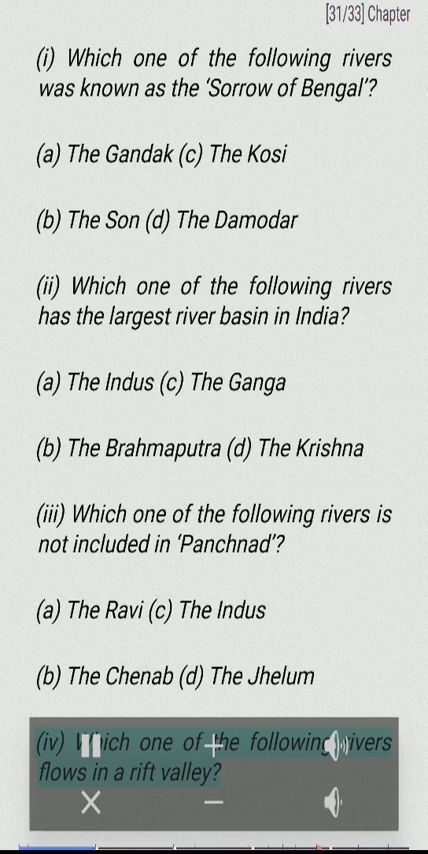 [31/33] Chapter
(i) Which one of the following rivers
was known as the ‘Sorrow of Bengal’?
(a) The Gandak (c) The Kosi
(b) The Son (d) The Damodar
(ii) Which one of the following rivers
has the largest river basin in India?
(a) The Indus (c) The Ganga
(b) The Brahmaputra (d) The Krishna
(iii) Which one of the following rivers is
not included in ‘Panchnad’?
(a) The Ravi (c) The Indus
(b) The Chenab (d) The Jhelum
(iv) Which one of the following rivers
flows in a rift valley?